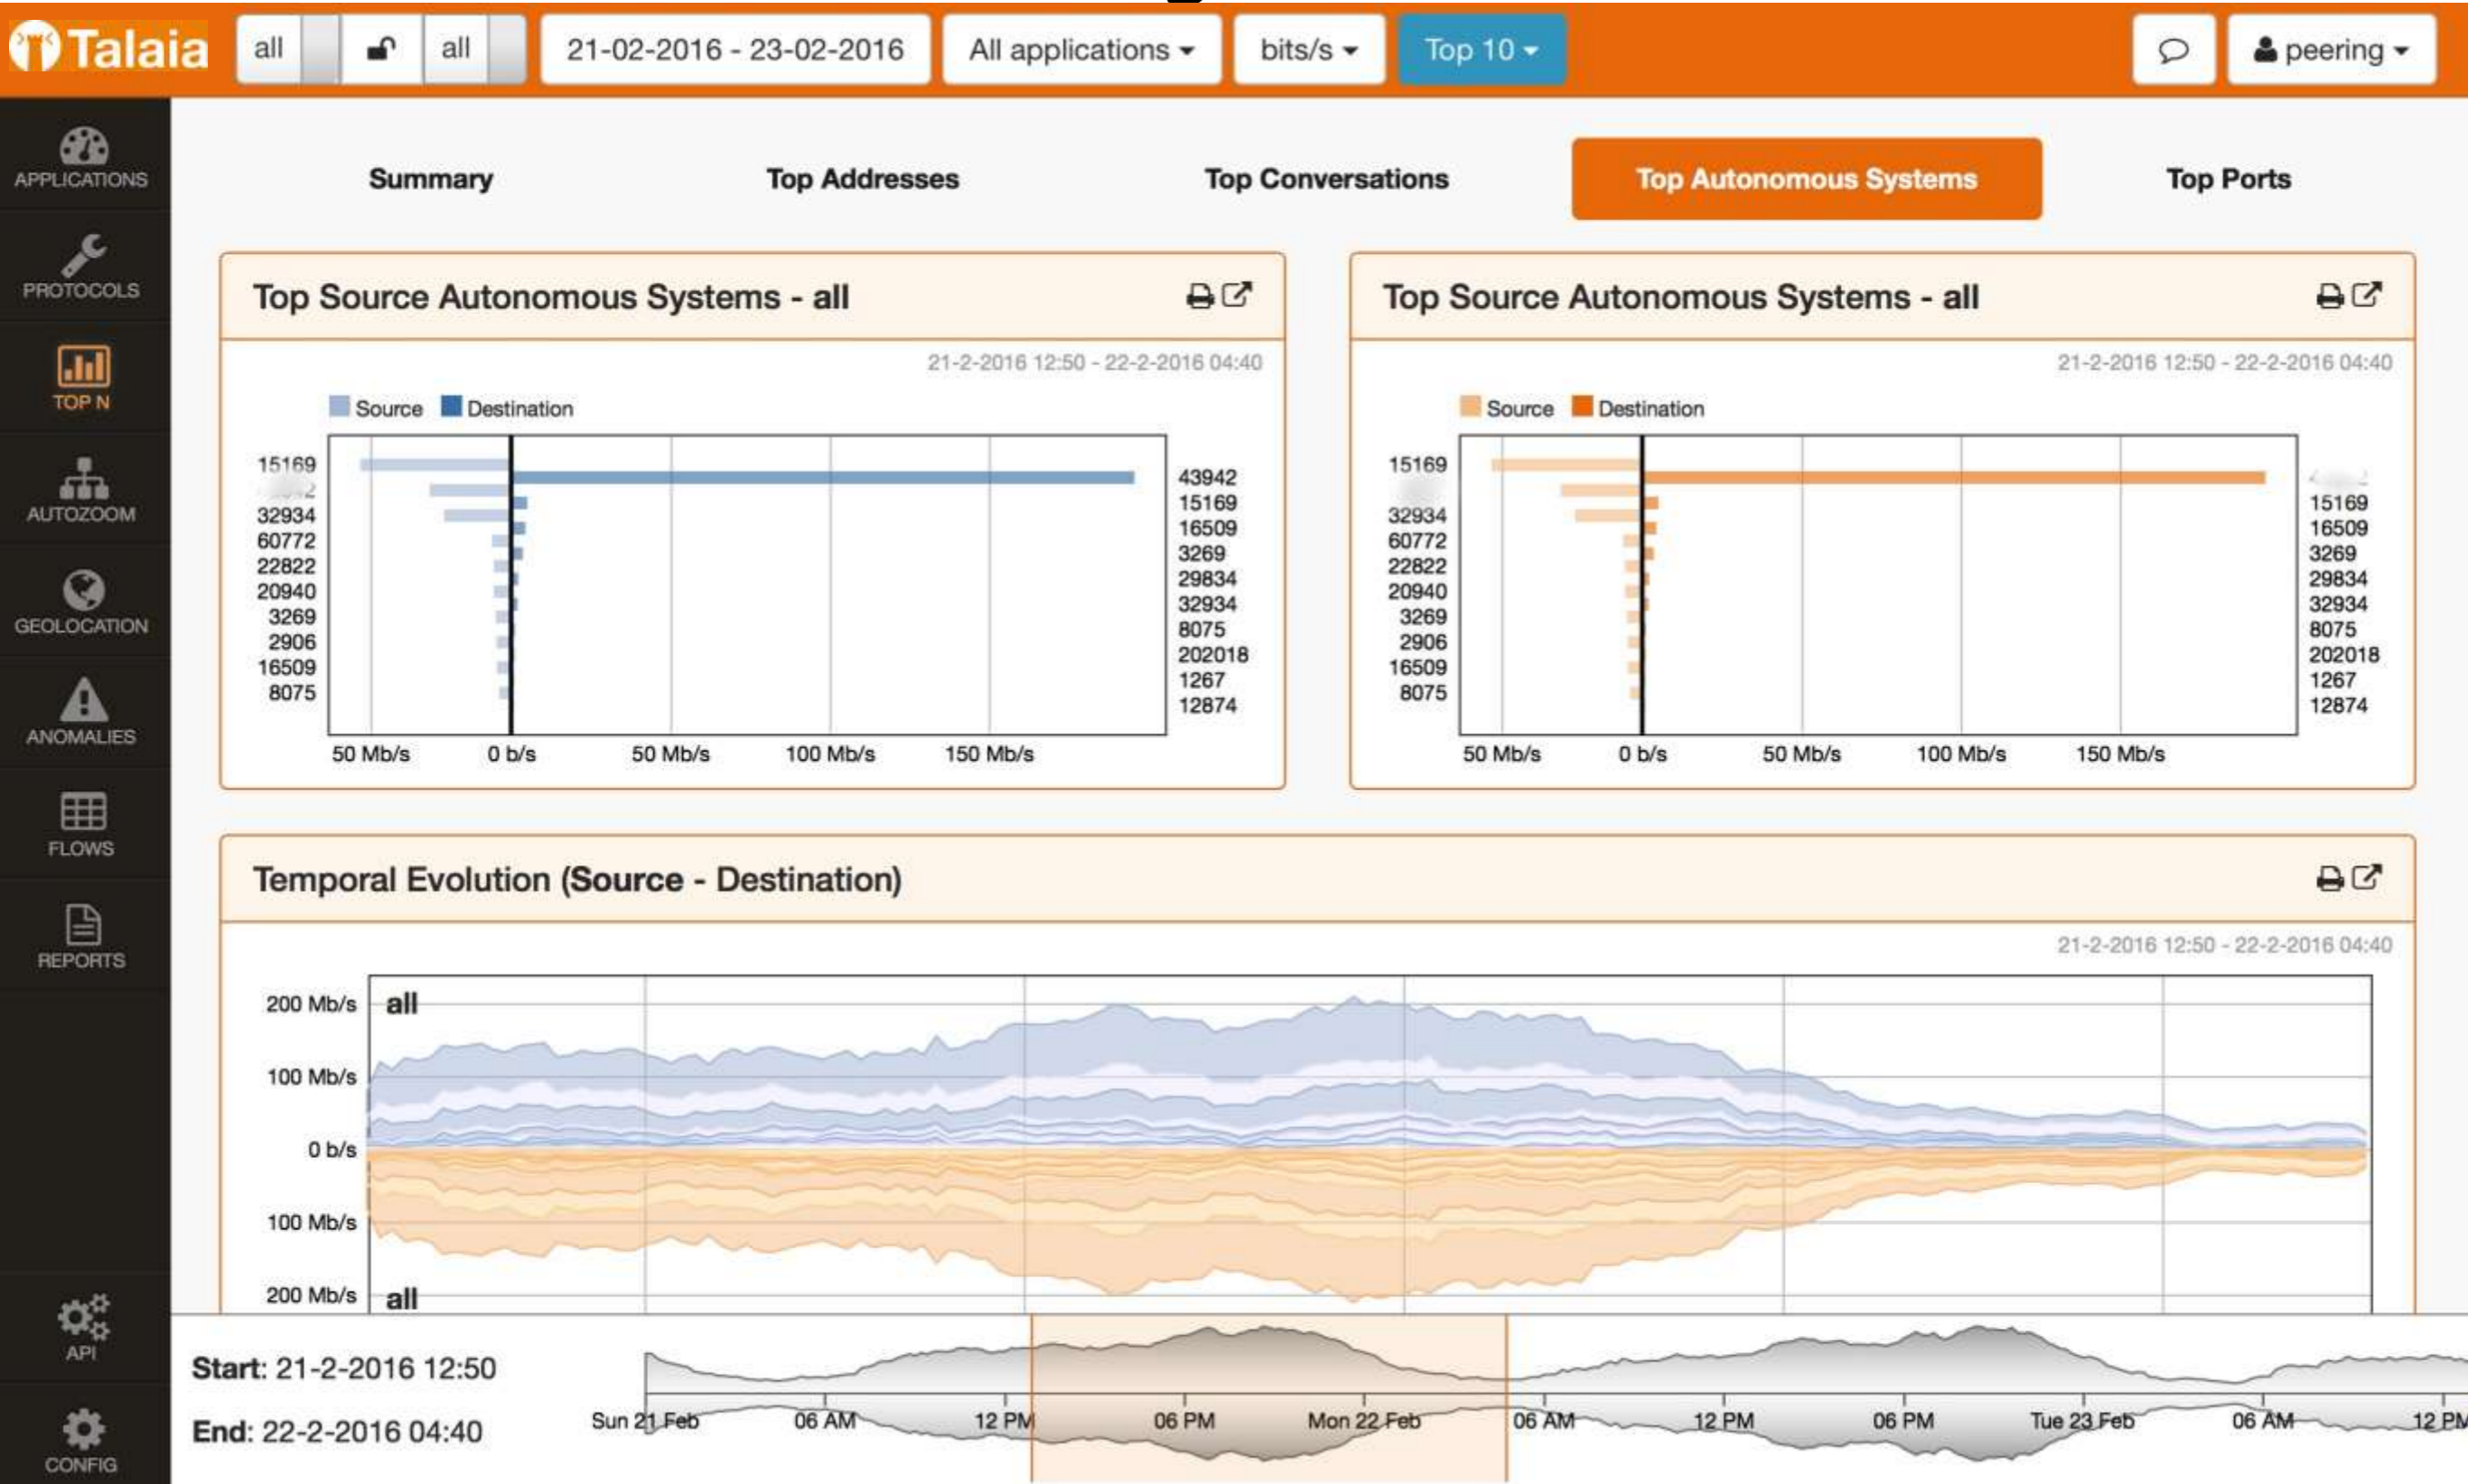 Talaia
all
all
21-02-2016 - 23-02-2016
All applications
bits/s
Top 10
peering
APPLICATIONS
PROTOCOLS
TOP N
AUTOZOOM
GEOLOCATION
ANOMALIES
FLOWS
REPORTS
API
CONFIG
Summary
Top Addresses
Top Conversations
Top Autonomous Systems
Top Ports
Top Source Autonomous Systems - all
21-2-2016 12:50 - 22-2-2016 04:40
Source
Destination
15169
32934
60772
22822
20940
3269
2906
16509
8075
43942
15169
16509
3269
29834
32934
8075
202018
1267
12874
50 Mb/s
0 b/s
50 Mb/s
100 Mb/s
150 Mb/s
Top Source Autonomous Systems - all
21-2-2016 12:50 - 22-2-2016 04:40
Source
Destination
15169
32934
60772
22822
20940
3269
2906
16509
8075
15169
16509
3269
29834
32934
8075
202018
1267
12874
50 Mb/s
0 b/s
50 Mb/s
100 Mb/s
150 Mb/s
Temporal Evolution (Source - Destination)
21-2-2016 12:50 - 22-2-2016 04:40
200 Mb/s
all
100 Mb/s
0 b/s
100 Mb/s
200 Mb/s
all
Start: 21-2-2016 12:50
End: 22-2-2016 04:40
Sun 21 Feb
06 AM
12 PM
06 PM
Mon 22 Feb
06 AM
12 PM
06 PM
Tue 23 Feb
06 AM
12 PM